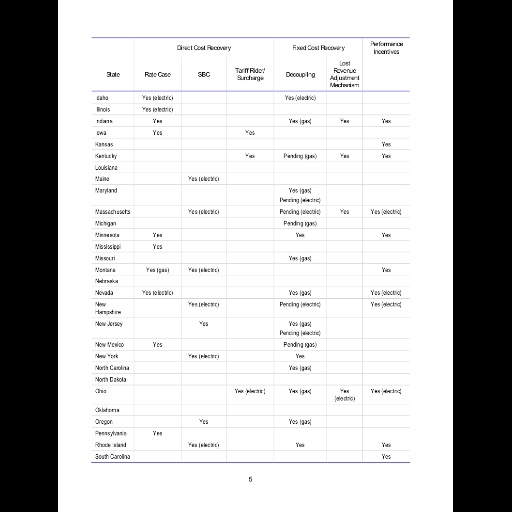 Direct Cost Recovery Fixed Cost Recovery Performance Incentives
State Rate Case SBC Tariff Rider/ Surcharge Decoupling Lost Revenue Adjustment Mechanism
Idaho Yes (electric) Yes (electric)
Illinois Yes (electric)
Indiana Yes Yes (gas) Yes Yes
Iowa Yes Yes
Kansas Yes
Kentucky Yes Pending (gas) Yes Yes
Louisiana
Maine Yes (electric)
Maryland Yes (gas)
Pending (electric)
Massachusetts Yes (electric) Pending (electric) Yes Yes (electric)
Michigan Pending (gas)
Minnesota Yes Yes Yes
Mississippi Yes
Missouri Yes (gas)
Montana Yes (gas) Yes (electric) Yes
Nebraska
Nevada Yes (electric) Yes (gas) Yes (electric)
New Hampshire Yes (electric) Pending (electric) Yes (electric)
New Jersey Yes Yes (gas)
Pending (electric)
New Mexico Yes Pending (gas)
New York Yes (electric) Yes
North Carolina Yes (gas)
North Dakota
Ohio Yes (electric) Yes (gas) Yes (electric) Yes (electric)
Oklahoma
Oregon Yes Yes (gas)
Pennsylvania Yes
Rhode Island Yes (electric) Yes Yes
South Carolina Yes
5